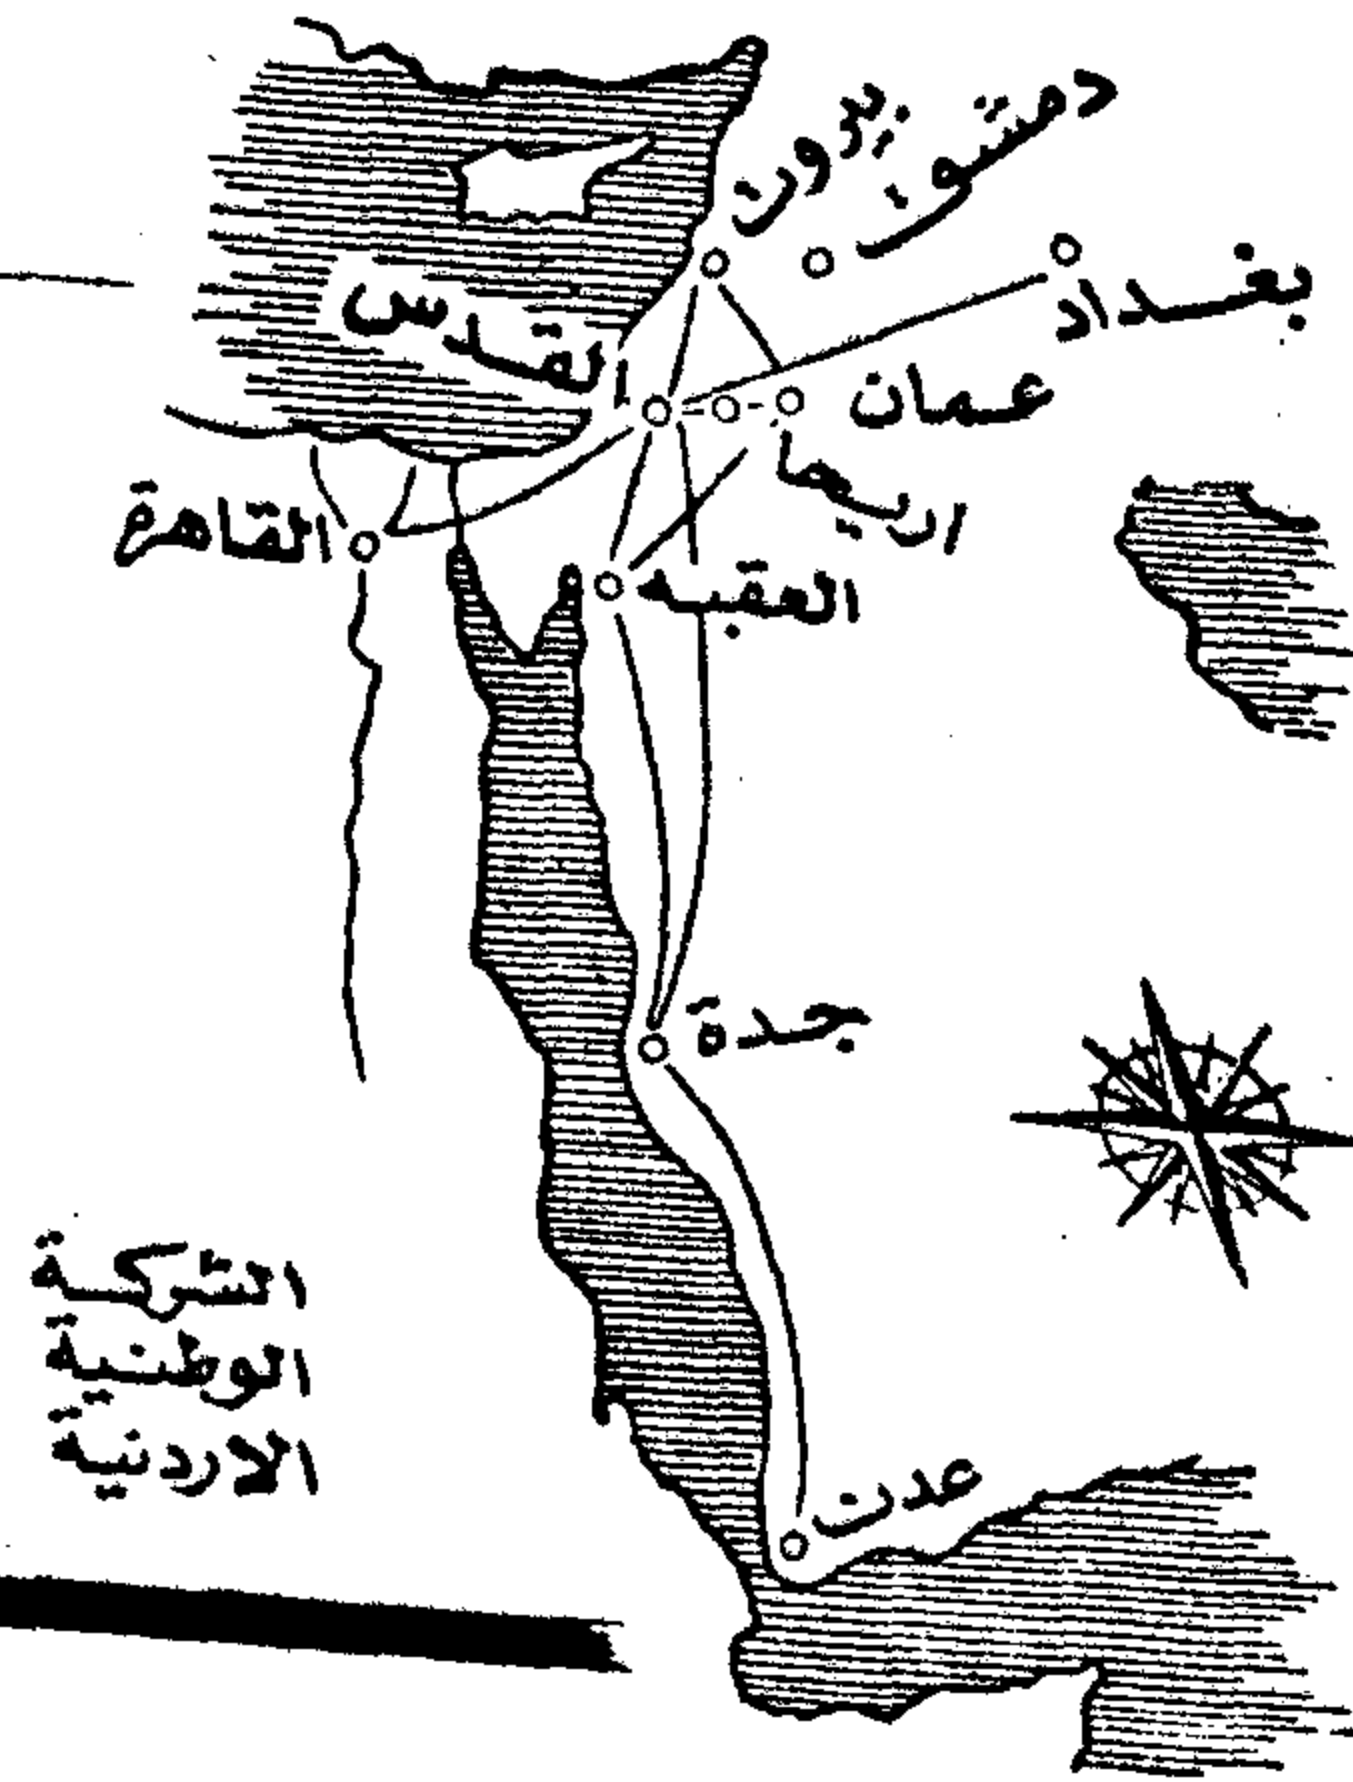 بيروت
دمشق
بغداد
القدس
عمان
اريحا
القاهرة
العقبه
جدة
عدن
الشركة
الوطنية
الاردنية